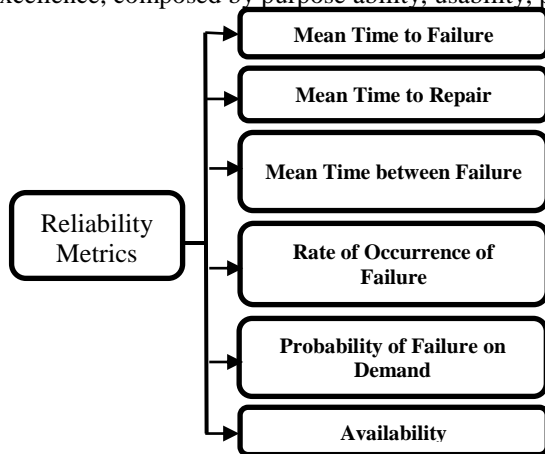 xcellence, composed by purpose ability, usability, p
Mean Time to Failure
Mean Time to Repair
Mean Time between Failure
Reliability
Metrics
Rate of Occurrence of
Failure
Probability of Failure on
Demand
Availability